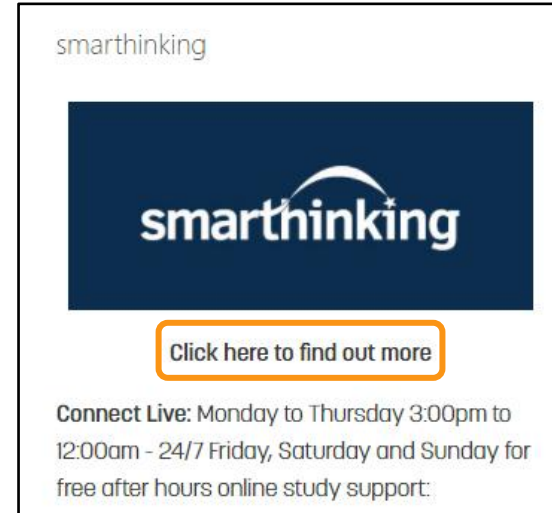 smarthinking
smarthinking
Click here to find out more
Connect Live: Monday to Thursday 3:00pm to
12:00am - 24/7 Friday, Saturday and Sunday for
free after hours online study support: